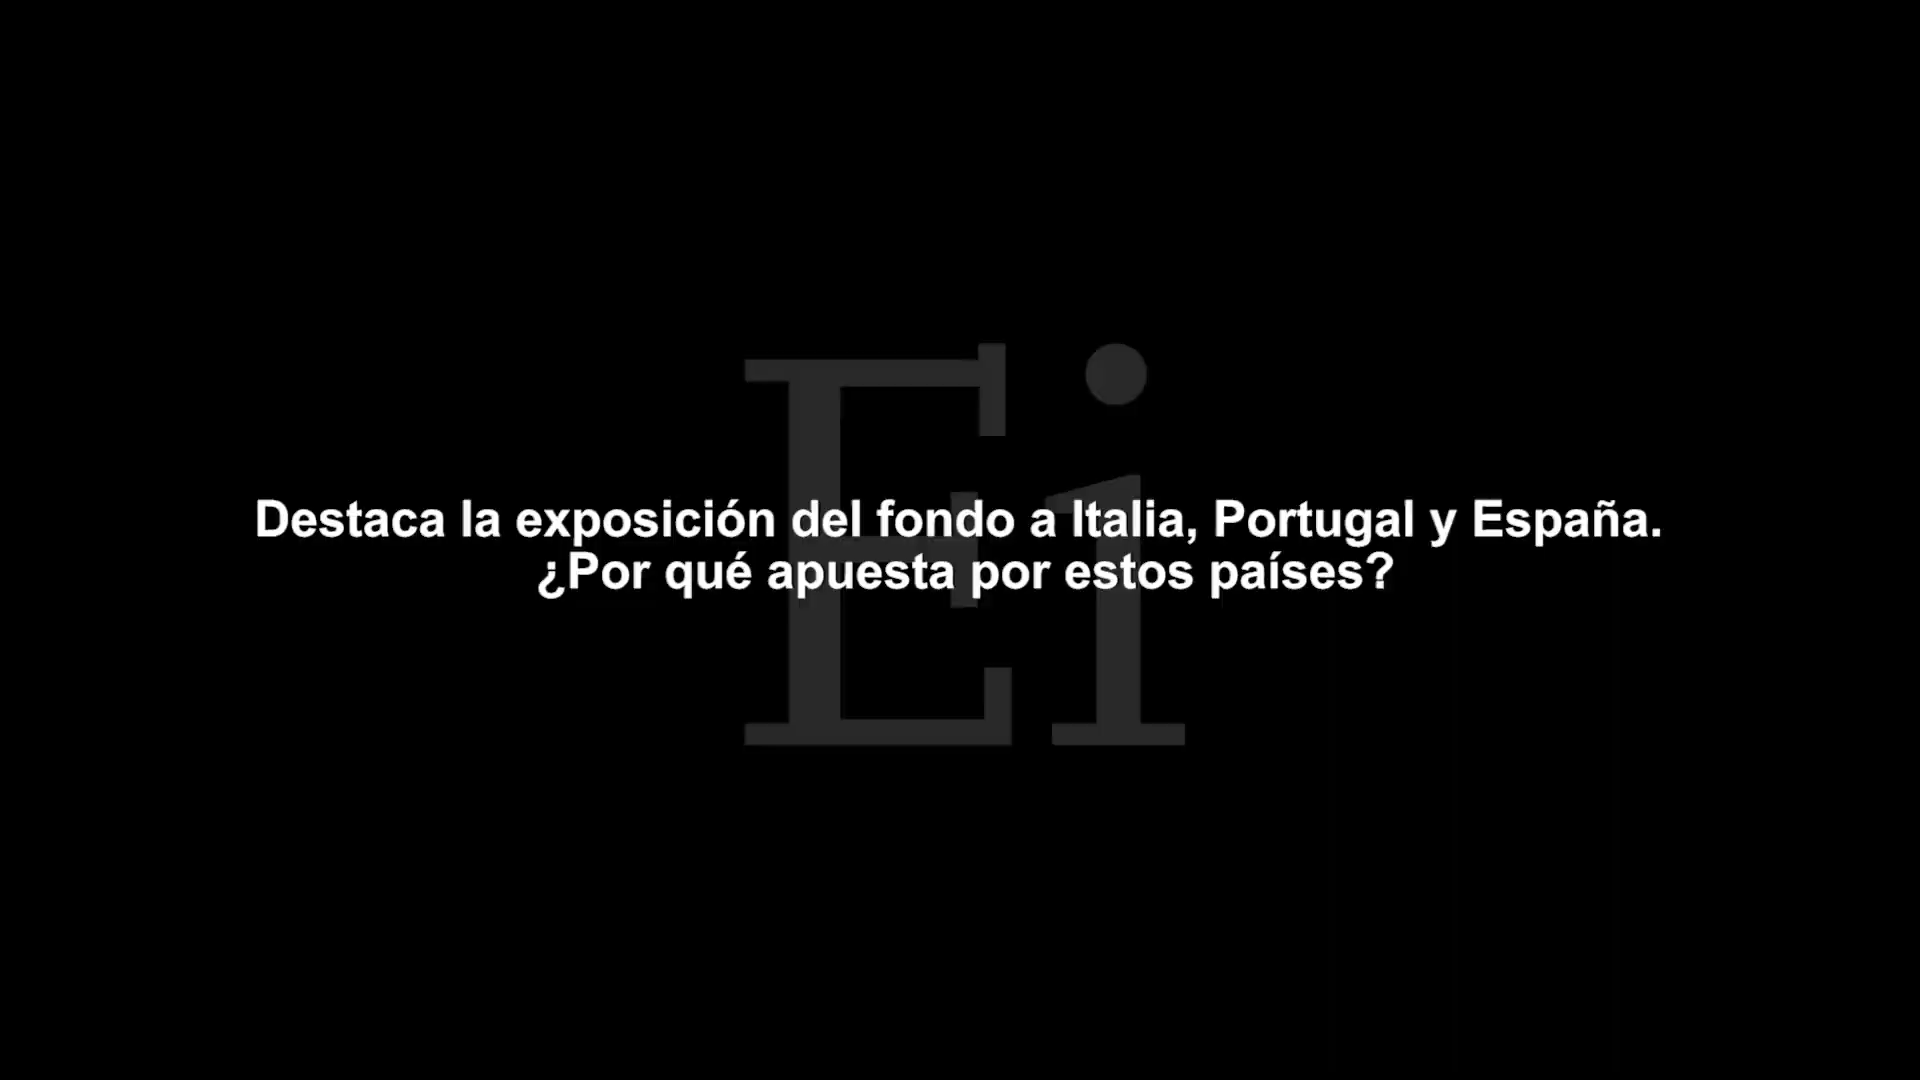 Ei
Destaca la exposición del fondo a Italia, Portugal y España.
¿Por qué apuesta por estos países?